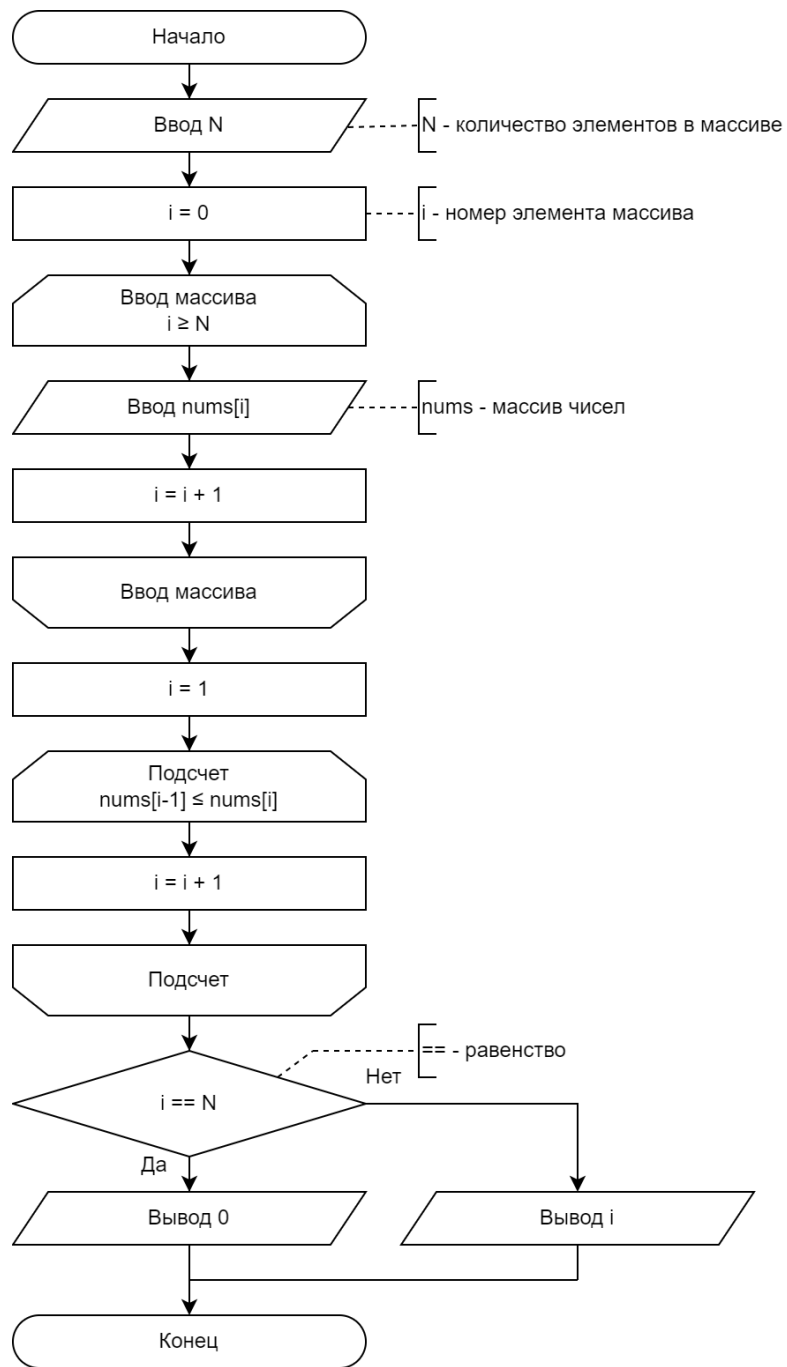 Начало
Ввод N
N - количество элементов в массиве
i = 0
i - номер элемента массива
Ввод массива
i ≥ N
Ввод nums[i]
nums - массив чисел
i = i + 1
Ввод массива
i = 1
Подсчет
nums[i-1] ≤ nums[i]
i = i + 1
Подсчет
== - равенство
i == N
Нет
Да
Вывод 0
Вывод i
Конец